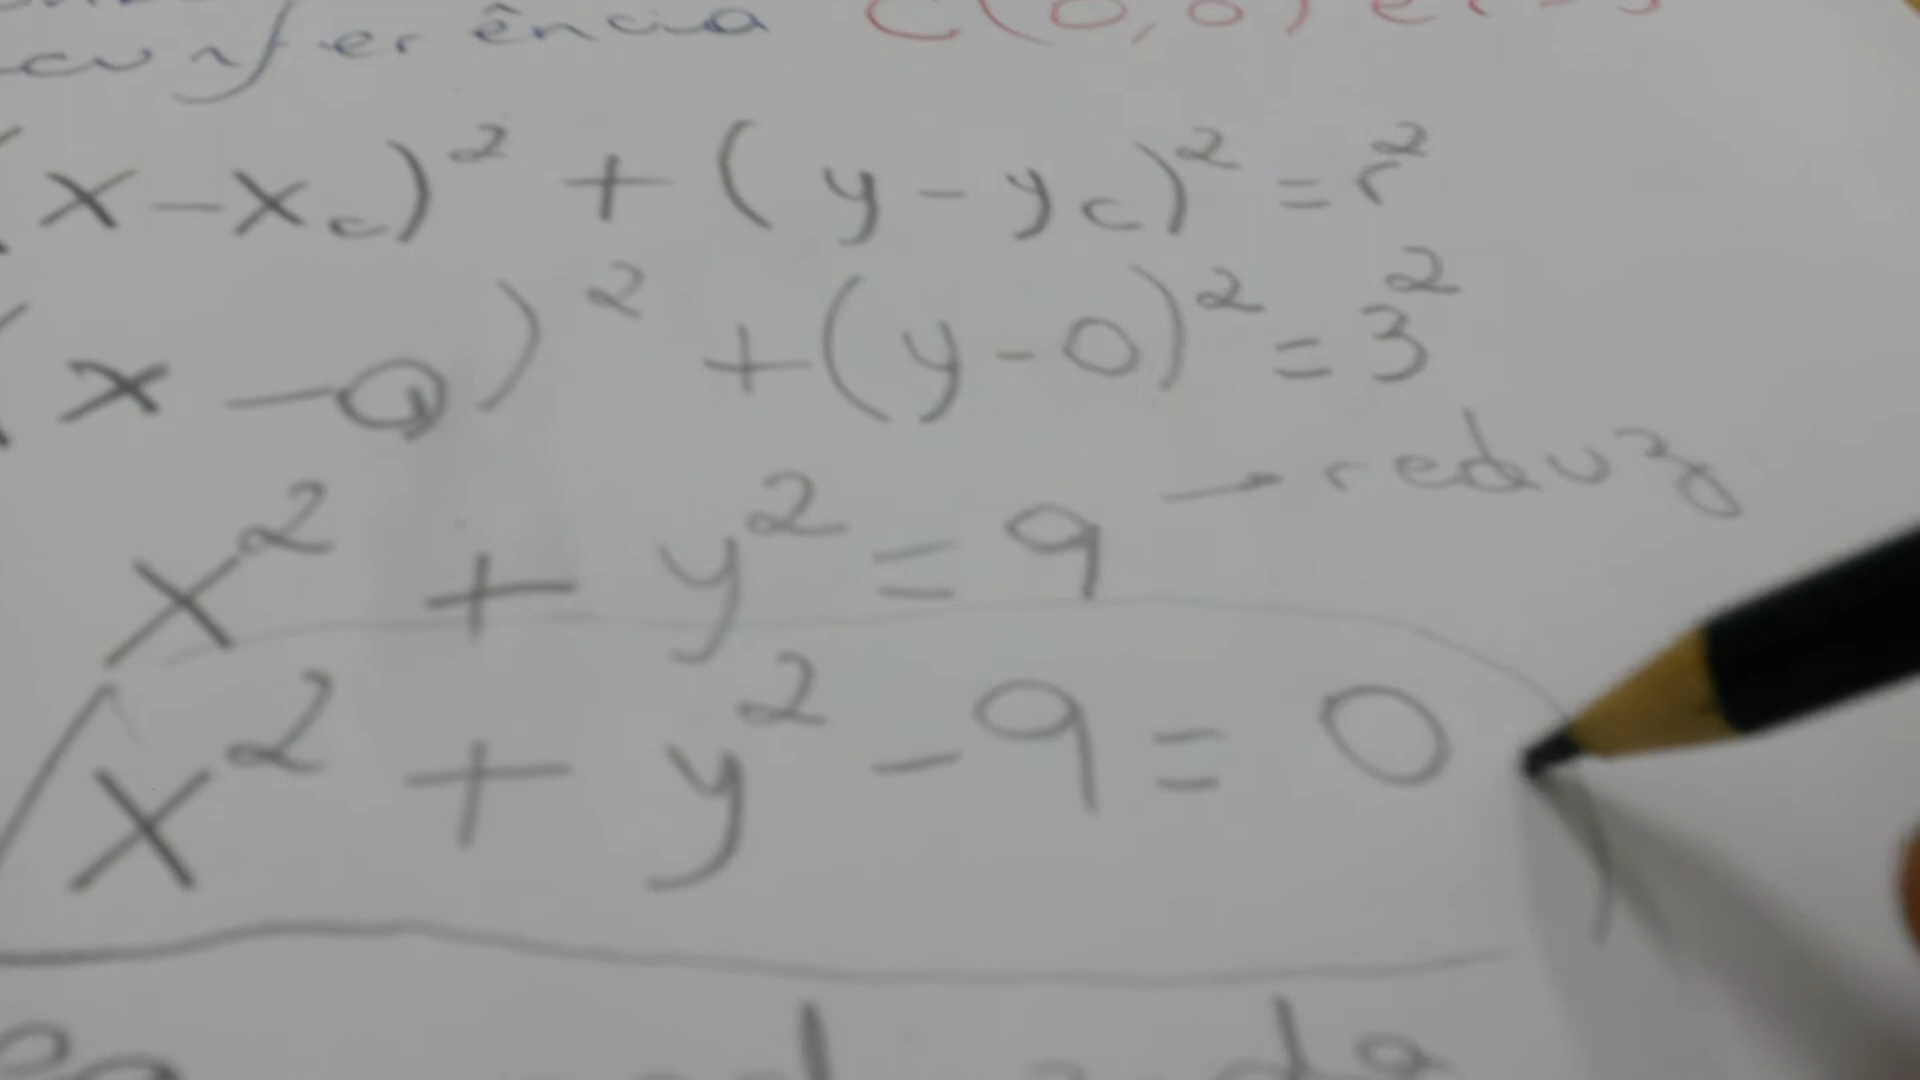 cunferência C(0,0) e r=3
(x-xc)² + (y-yc)² = r²
(x-0)² + (y-0)² = 3²
x² + y² = 9 → reduz
x² + y² - 9 = 0